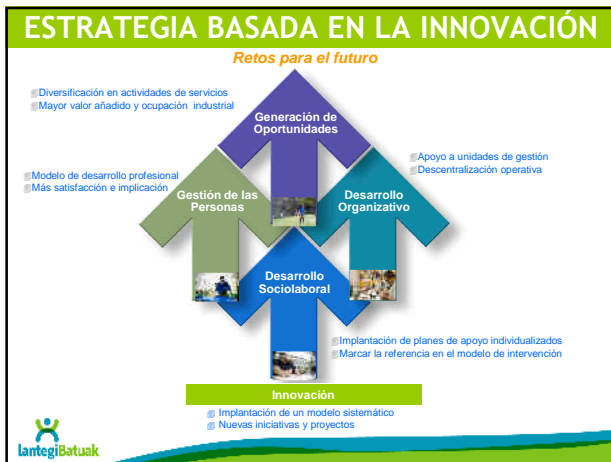 ESTRATEGIA BASADA EN LA INNOVACIÓN
Retos para el futuro
Diversificación en actividades de servicios
Mayor valor añadido y ocupación industrial
Generación de
Oportunidades
Apoyo a unidades de gestión
Descentralización operativa
Modelo de desarrollo profesional
Más satisfacción e implicación
Gestión de las
Personas
Desarrollo
Organizativo
Desarrollo
Sociolaboral
Implantación de planes de apoyo individualizados
Marcar la referencia en el modelo de intervención
Innovación
Implantación de un modelo sistemático
Nuevas iniciativas y proyectos
lantegiBatuak